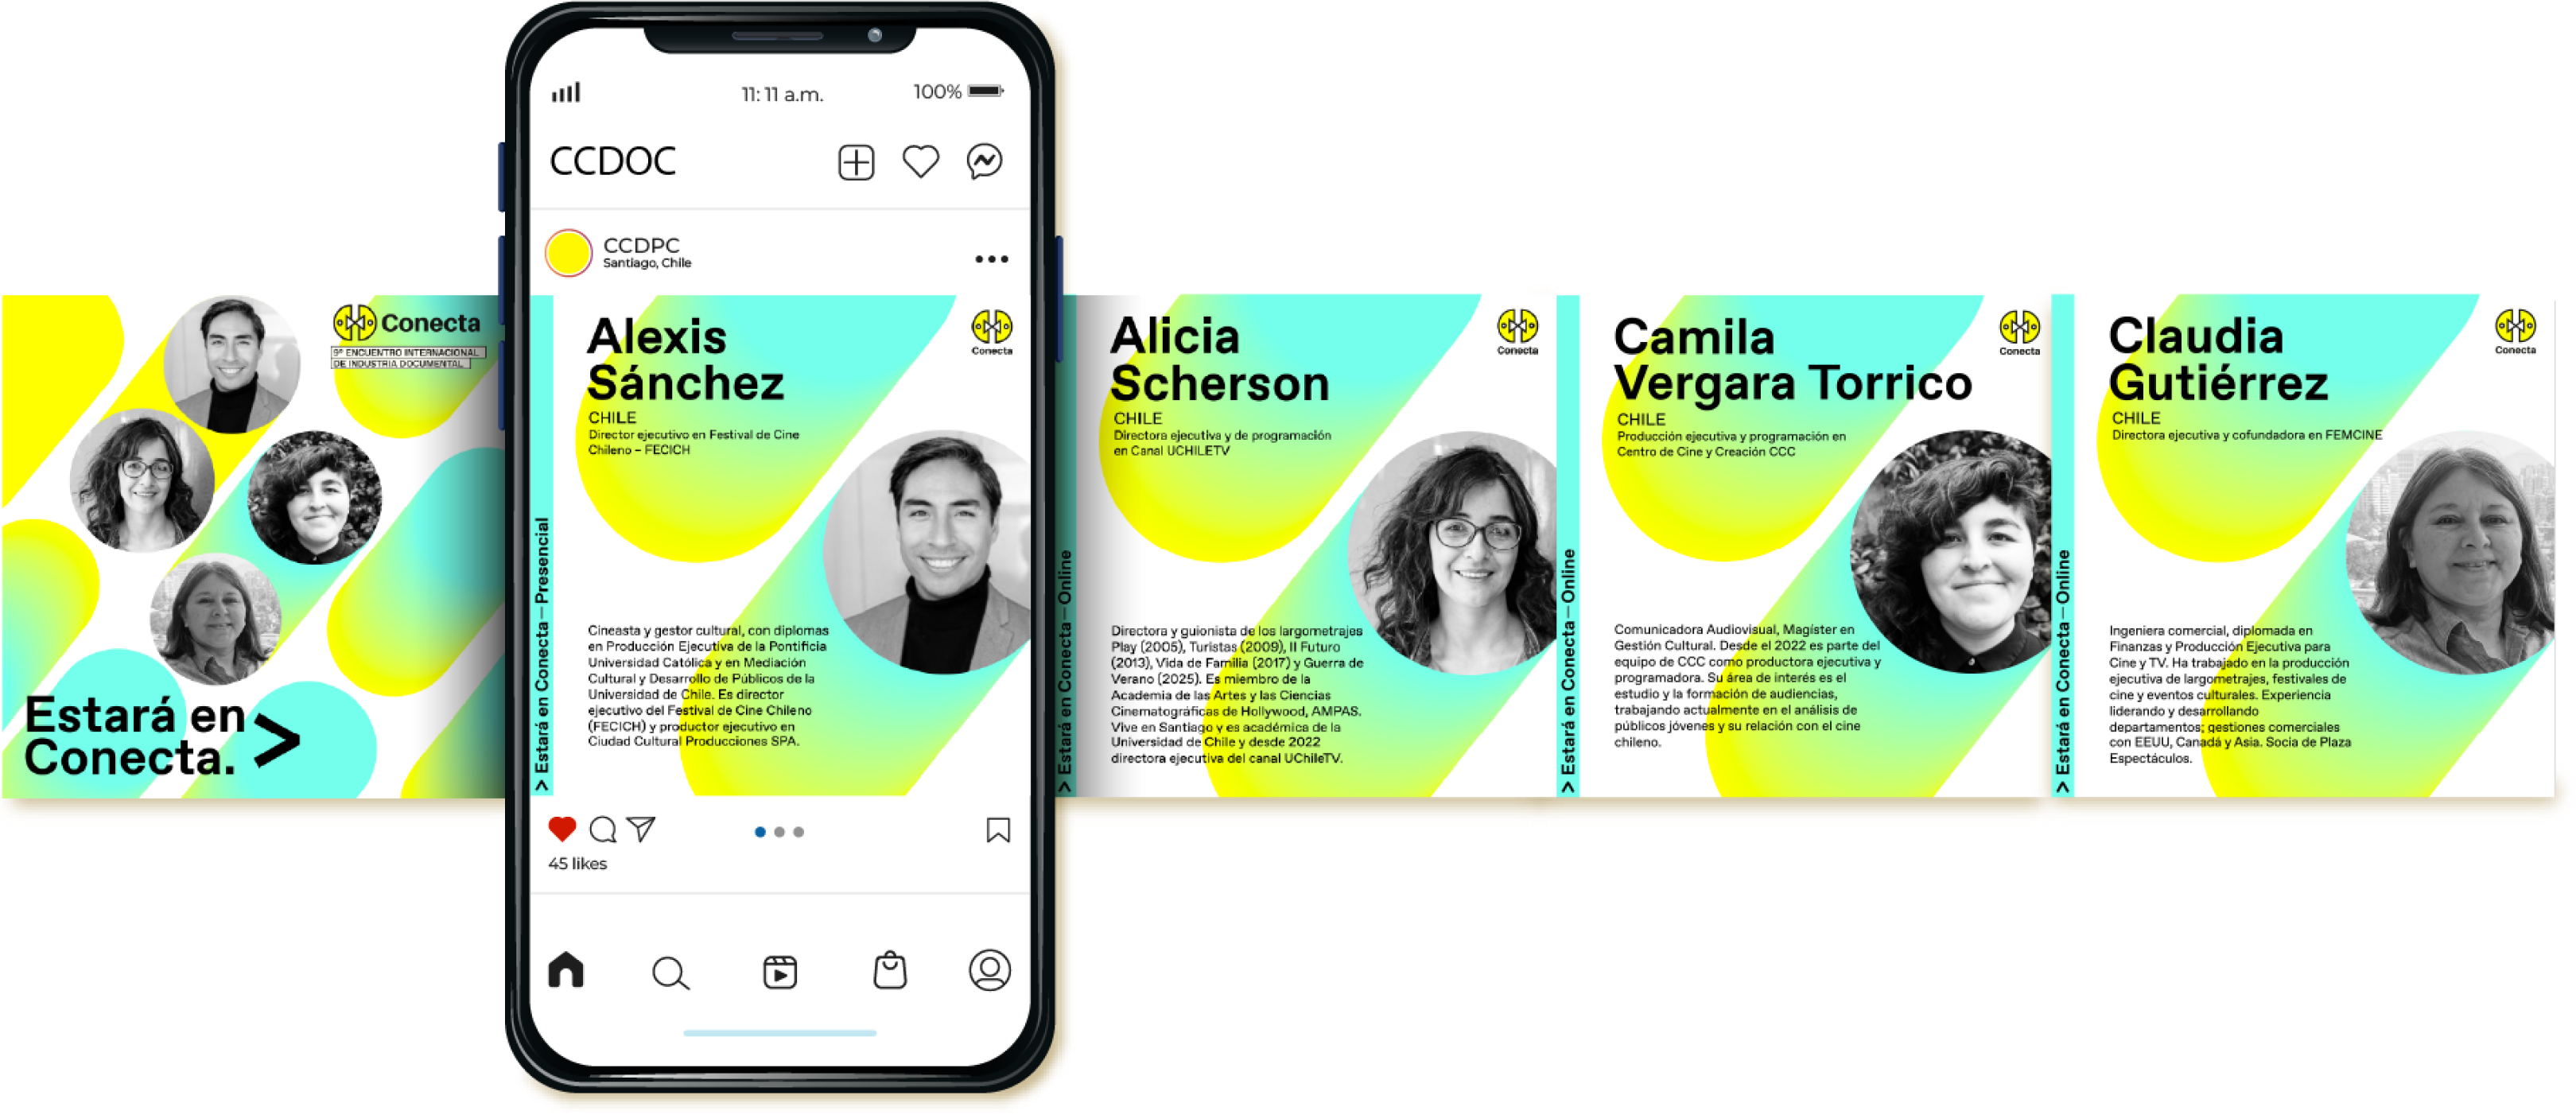 Conecta
9º ENCUENTRO INTERNACIONAL
DE INDUSTRIA DOCUMENTAL
Estará en
Conecta.
>
11:11 a.m.
100%
CCDOC
CCDPC
Santiago, Chile
> Estará en Conecta—Presencial
Alexis
Sánchez
CHILE
Director ejecutivo en Festival de Cine
Chileno – FECICH
Conecta
Cineasta y gestor cultural, con diplomas
en Producción Ejecutiva de la Pontificia
Universidad Católica y en Mediación
Cultural y Desarrollo de Públicos de la
Universidad de Chile. Es director
ejecutivo del Festival de Cine Chileno
(FECICH) y productor ejecutivo en
Ciudad Cultural Producciones SPA.
45 likes
> Estará en Conecta—Online
Alicia
Scherson
CHILE
Directora ejecutiva y de programación
en Canal UCHILETV
Conecta
Directora y guionista de los largometrajes
Play (2005), Turistas (2009), Il Futuro
(2013), Vida de Familia (2017) y Guerra de
Verano (2025). Es miembro de la
Academia de las Artes y las Ciencias
Cinematográficas de Hollywood, AMPAS.
Vive en Santiago y es académica de la
Universidad de Chile y desde 2022
directora ejecutiva del canal UChileTV.
> Estará en Conecta—Online
Camila
Vergara Torrico
CHILE
Producción ejecutiva y programación en
Centro de Cine y Creación CCC
Conecta
Comunicadora Audiovisual, Magíster en
Gestión Cultural. Desde el 2022 es parte del
equipo de CCC como productora ejecutiva y
programadora. Su área de interés es el
estudio y la formación de audiencias,
trabajando actualmente en el análisis de
públicos jóvenes y su relación con el cine
chileno.
> Estará en Conecta—Online
Claudia
Gutiérrez
CHILE
Directora ejecutiva y cofundadora en FEMCINE
Conecta
Ingeniera comercial, diplomada en
Finanzas y Producción Ejecutiva para
Cine y TV. Ha trabajado en la producción
ejecutiva de largometrajes, festivales de
cine y eventos culturales. Experiencia
liderando y desarrollando
departamentos; gestiones comerciales
con EEUU, Canadá y Asia. Socia de Plaza
Espectáculos.